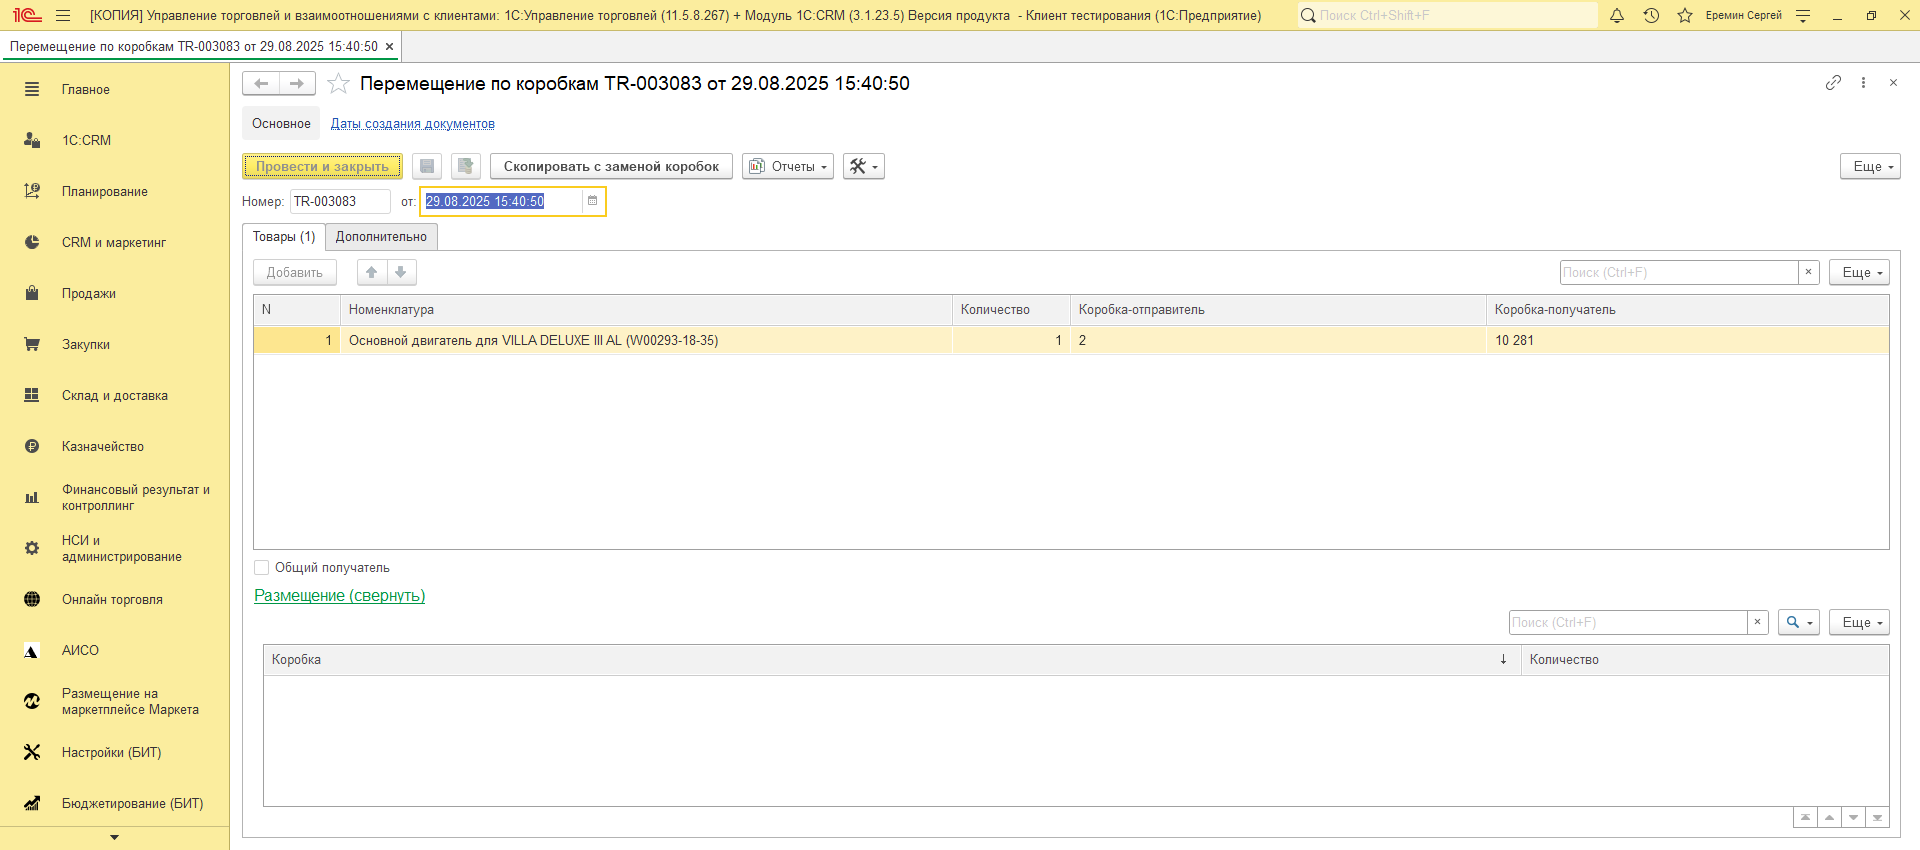 [КОПИЯ] Управление торговлей и взаимоотношениями с клиентами: 1С:Управление торговлей (11.5.8.267) + Модуль 1С:CRM (3.1.23.5) Версия продукта - Клиент тестирования (1С:Предприятие)
Поиск Ctrl+Shift+F
Еремин Сергей
Перемещение по коробкам TR-003083 от 29.08.2025 15:40:50
Главное
1С:CRM
Планирование
CRM и маркетинг
Продажи
Закупки
Склад и доставка
Казначейство
Финансовый результат и
контроллинг
НСИ и
администрирование
Онлайн торговля
АИСО
Размещение на
маркетплейсе Маркета
Настройки (БИТ)
Бюджетирование (БИТ)
Перемещение по коробкам TR-003083 от 29.08.2025 15:40:50
Основное Даты создания документов
Провести и закрыть Скопировать с заменой коробок Отчеты Еще
Номер: TR-003083 от: 29.08.2025 15:40:50
Товары (1) Дополнительно
Добавить Поиск (Ctrl+F) × Еще
N Номенклатура Количество Коробка-отправитель Коробка-получатель
1 Основной двигатель для VILLA DELUXE III AL (W00293-18-35) 1 2 10 281
Общий получатель
Размещение (свернуть)
Поиск (Ctrl+F) × Еще
Коробка ↓ Количество